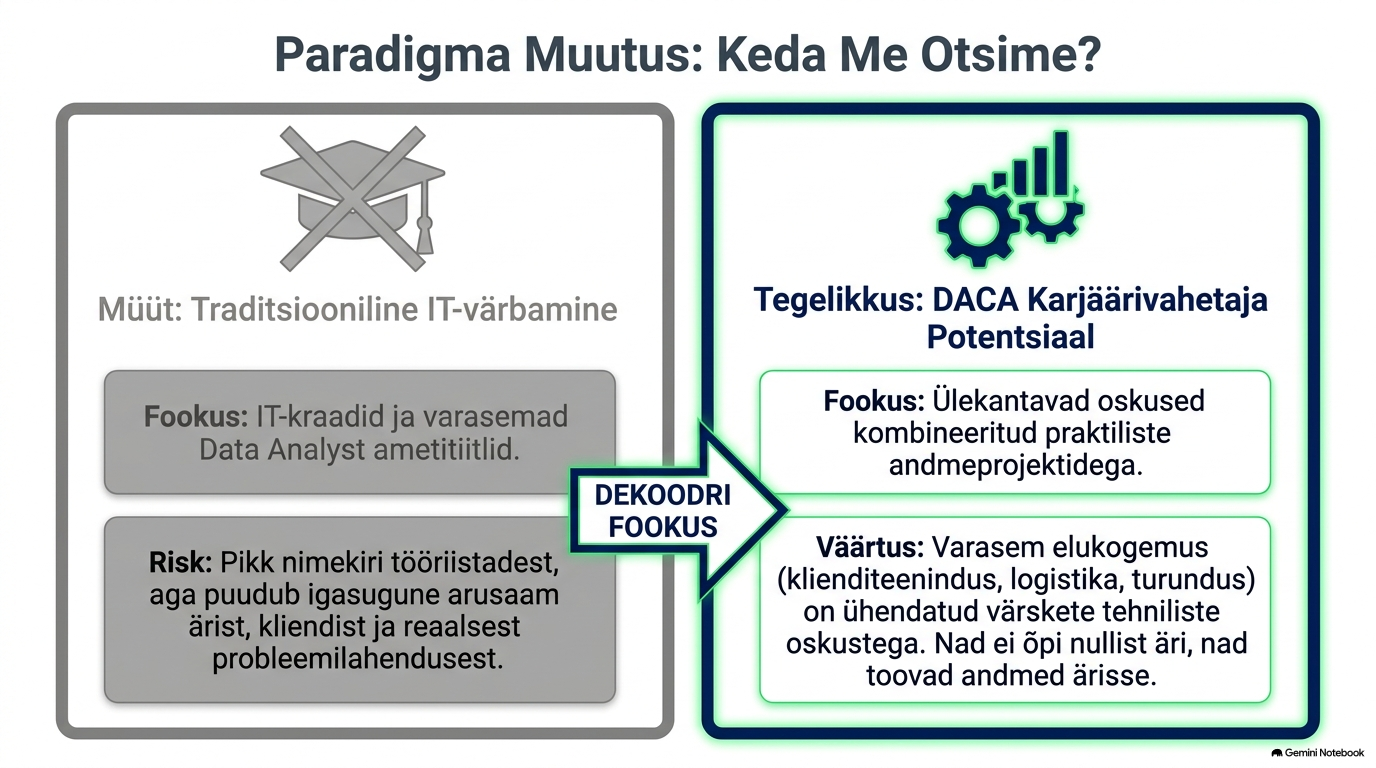 Paradigma Muutus: Keda Me Otsime?
Müüt: Traditsiooniline IT-värbamine
Fookus: IT-kraadid ja varasemad
Data Analyst ametitiitlid.
Risk: Pikk nimekiri tööriistadest,
aga puudub igasugune arusaam
ärist, kliendist ja reaalsest
probleemilahendusest.
DEKOODRI
FOOKUS
Tegelikkus: DACA Karjäärivahetaja
Potentsiaal
Fookus: Ülekantavad oskused
kombineeritud praktiliste
andmeprojektidega.
Väärtus: Varasem elukogemus
(klienditeenindus, logistika, turundus)
on ühendatud värskete tehniliste
oskustega. Nad ei õpi nullist äri, nad
toovad andmed ärisse.
Gemini Notebook